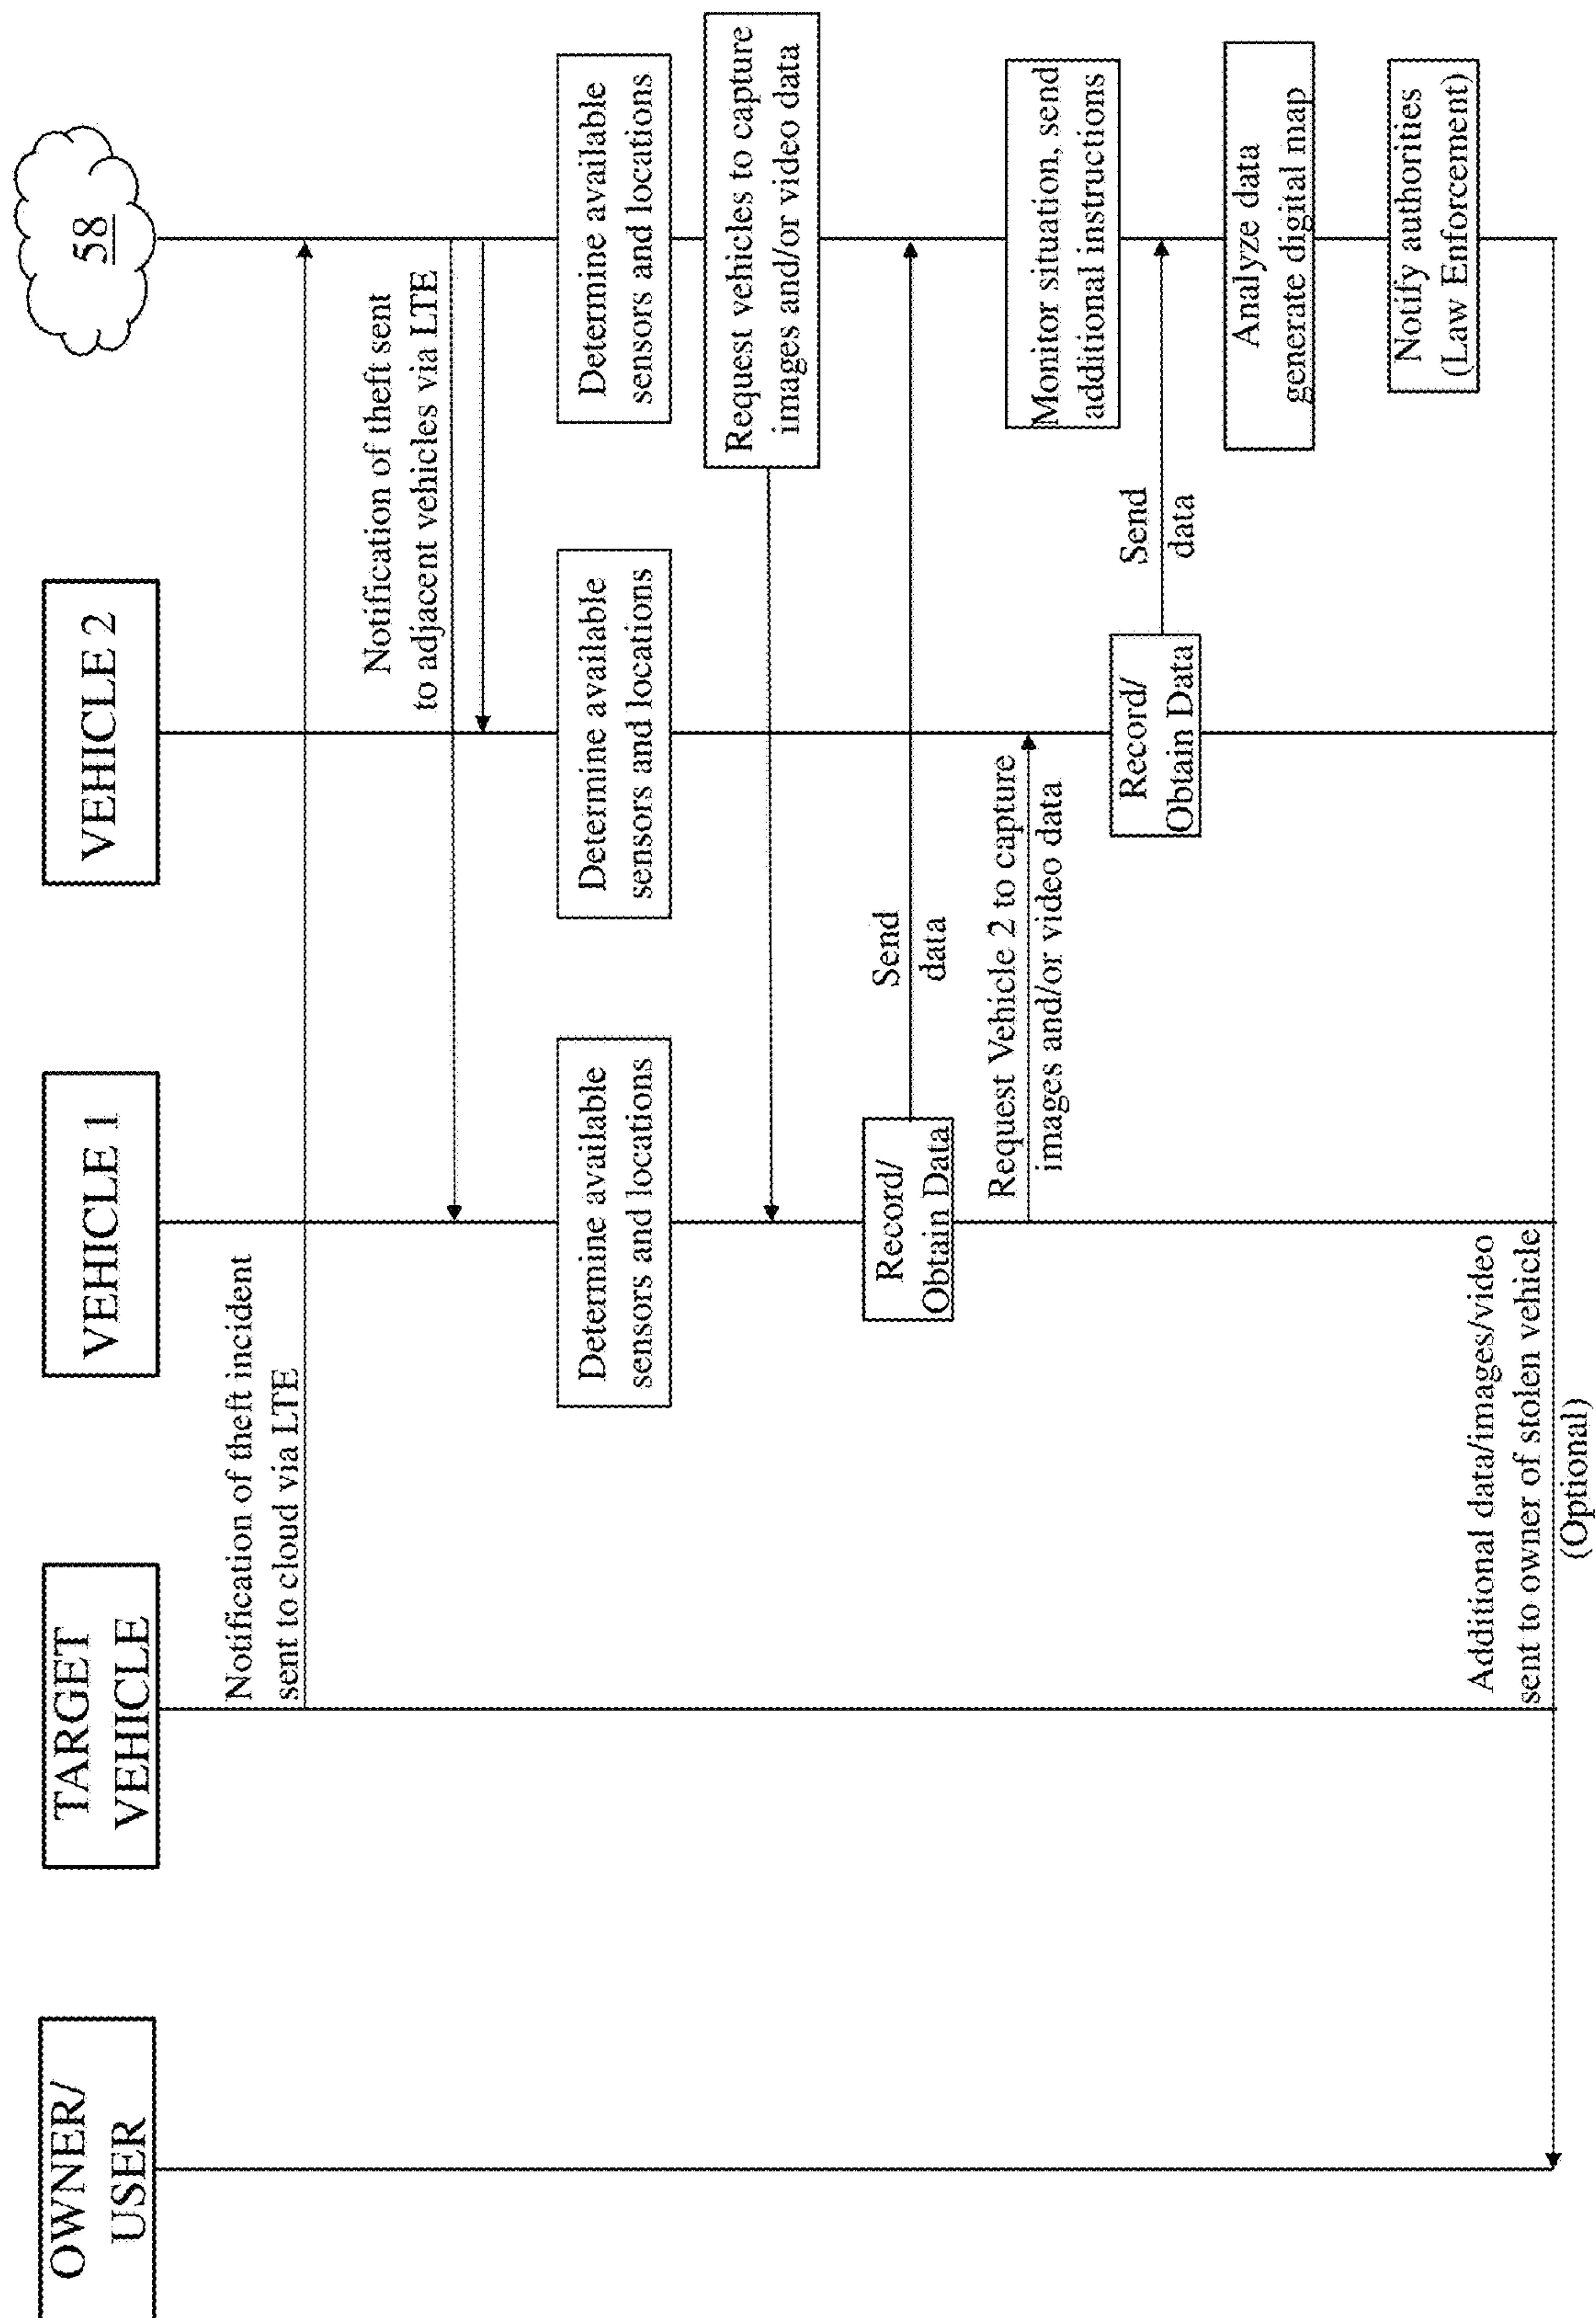 OWNER/
USER
TARGET
VEHICLE
VEHICLE 1
VEHICLE 2
58
Notification of theft incident
sent to cloud via LTE
Notification of theft sent
to adjacent vehicles via LTE
Determine available
sensors and locations
Determine available
sensors and locations
Determine available
sensors and locations
Request vehicles to capture
images and/or video data
Record/
Obtain Data
Send
data
Request Vehicle 2 to capture
images and/or video data
Monitor situation, send
additional instructions
Record/
Obtain Data
Send
data
Analyze data
generate digital map
Notify authorities
(Law Enforcement)
Additional data/images/video
sent to owner of stolen vehicle
(Optional)